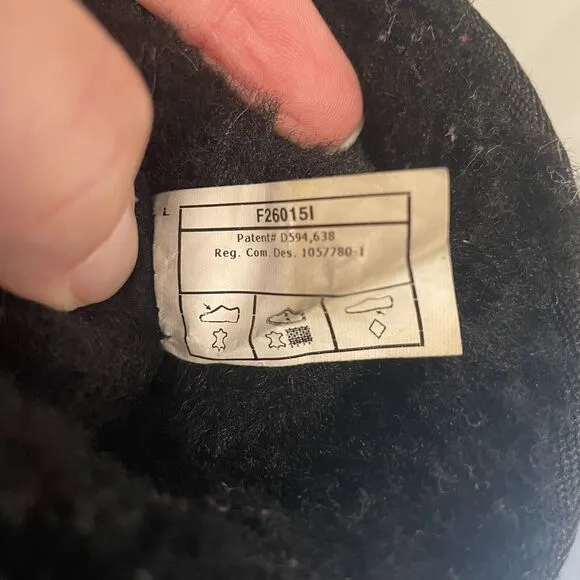 F26015I
Patent# D594,638
Reg. Com. Des. 1057780-1